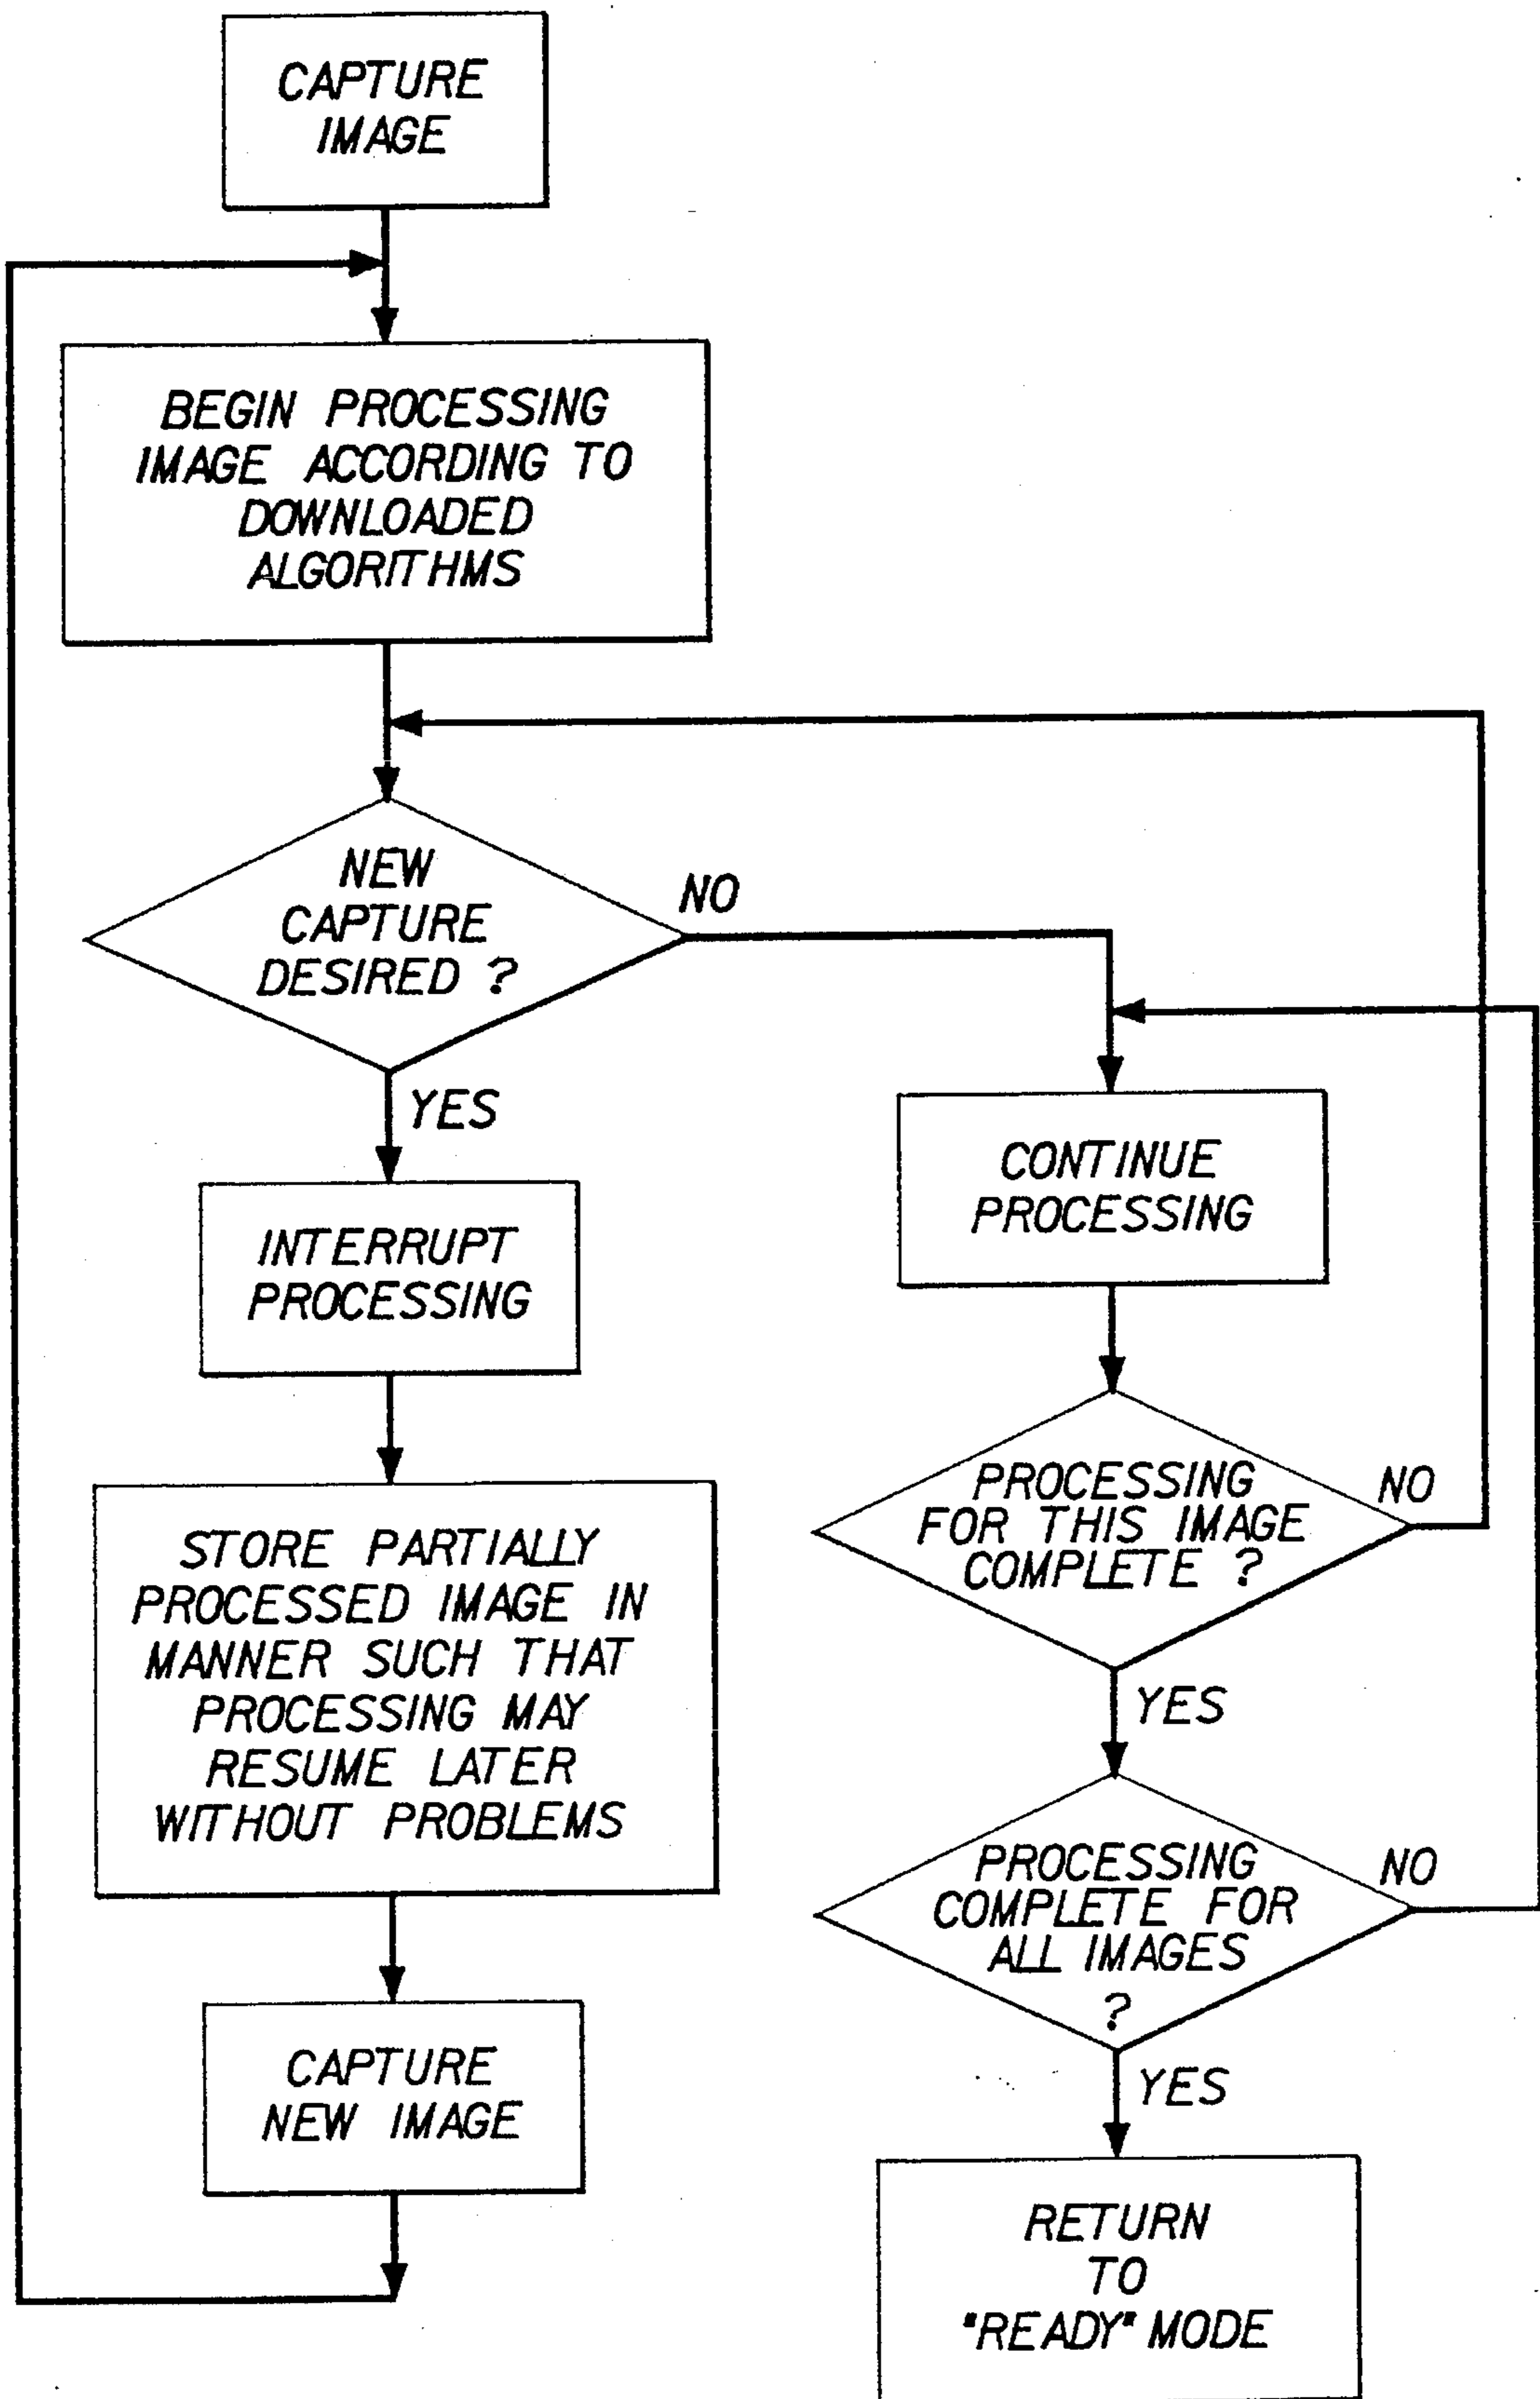 CAPTURE
IMAGE
BEGIN PROCESSING
IMAGE ACCORDING TO
DOWNLOADED
ALGORITHMS
NEW
CAPTURE
DESIRED ?
NO
YES
INTERRUPT
PROCESSING
STORE PARTIALLY
PROCESSED IMAGE IN
MANNER SUCH THAT
PROCESSING MAY
RESUME LATER
WITHOUT PROBLEMS
CAPTURE
NEW IMAGE
CONTINUE
PROCESSING
PROCESSING
FOR THIS IMAGE
COMPLETE ?
NO
YES
PROCESSING
COMPLETE FOR
ALL IMAGES
?
NO
YES
RETURN
TO
"READY" MODE